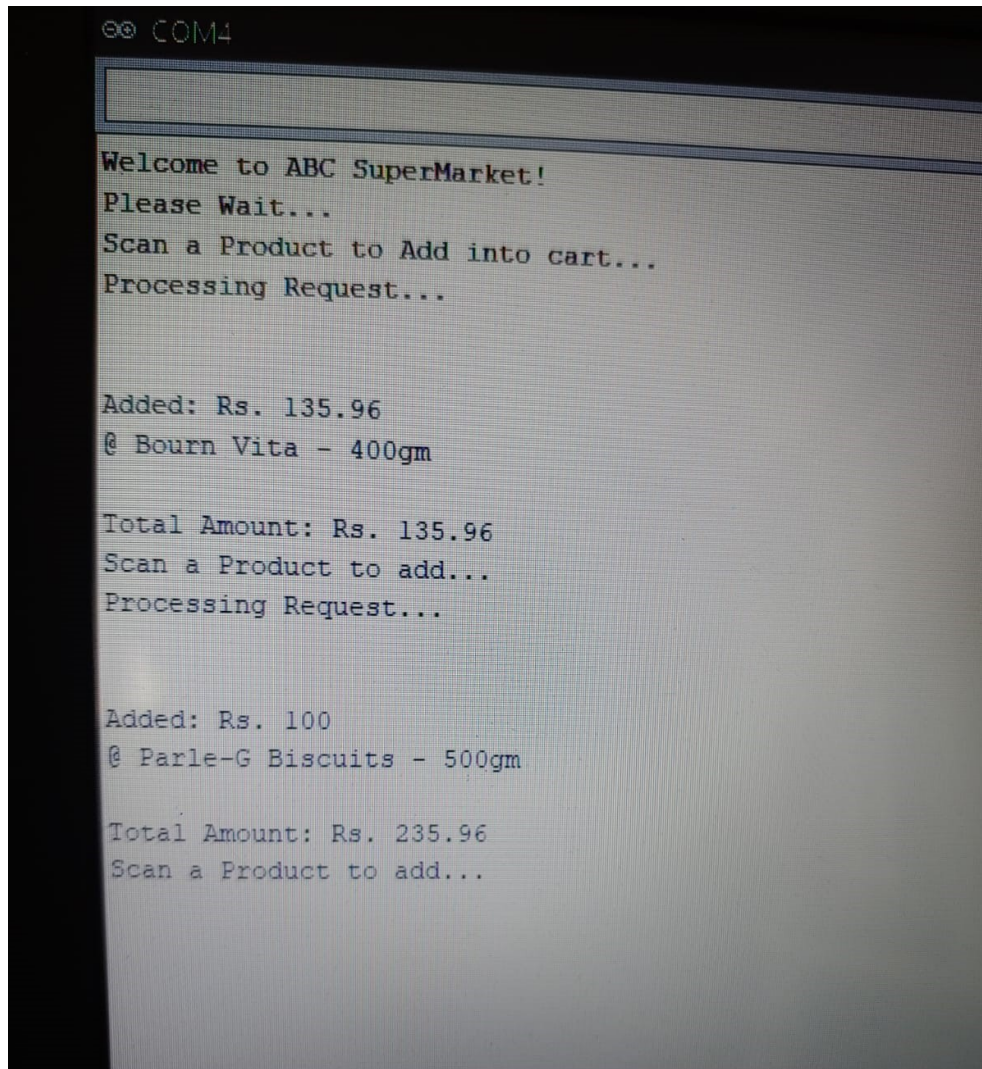 COM4
Welcome to ABC SuperMarket!
Please Wait...
Scan a Product to Add into cart...
Processing Request...
Added: Rs. 135.96
@ Bourn Vita - 400gm
Total Amount: Rs. 135.96
Scan a Product to add...
Processing Request...
Added: Rs. 100
@ Parle-G Biscuits - 500gm
Total Amount: Rs. 235.96
Scan a Product to add...